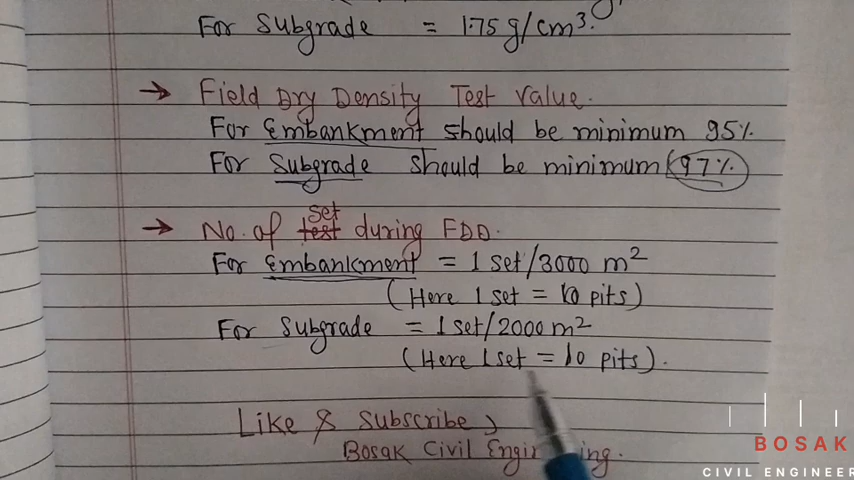 For Subgrade = 1.75 g/cm³.
→ Field Dry Density Test Value.
For Embankment should be minimum 95%
For Subgrade should be minimum 97%
set
→ No. of test during FDD.
For Embankment = 1 set/3000 m²
(Here 1 set = 10 pits)
For Subgrade = 1 set/2000 m²
(Here 1 set = 10 pits).
Like & Subscribe,
Bosak Civil Engineering.
BOSAK
CIVIL ENGINEER